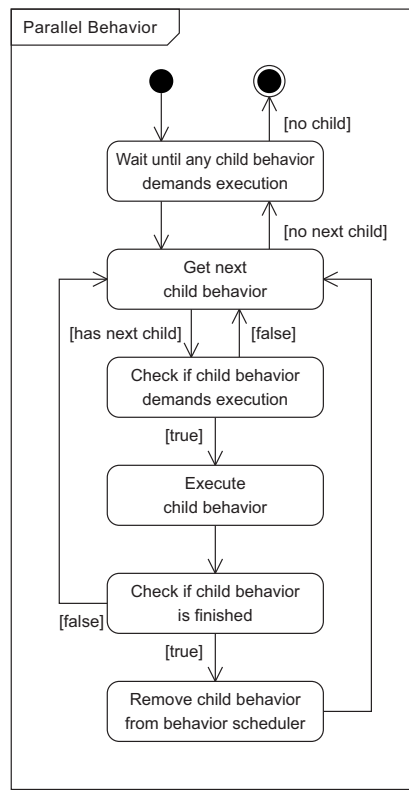 Parallel Behavior
[no child]
Wait until any child behavior
demands execution
[no next child]
Get next
child behavior
[has next child]
[false]
Check if child behavior
demands execution
[true]
Execute
child behavior
Check if child behavior
is finished
[false]
[true]
Remove child behavior
from behavior scheduler